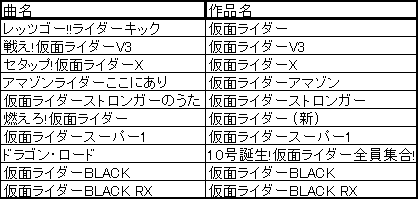 曲名 作品名
レッツゴー!!ライダーキック 仮面ライダー
戦え!仮面ライダーV3 仮面ライダーV3
セタップ!仮面ライダーX 仮面ライダーX
アマゾンライダーここにあり 仮面ライダーアマゾン
仮面ライダーストロンガーのうた 仮面ライダーストロンガー
燃えろ!仮面ライダー 仮面ライダー（新）
仮面ライダースーパー1 仮面ライダースーパー1
ドラゴン・ロード 10号誕生!仮面ライダー全員集合!
仮面ライダーBLACK 仮面ライダーBLACK
仮面ライダーBLACK RX 仮面ライダーBLACK RX